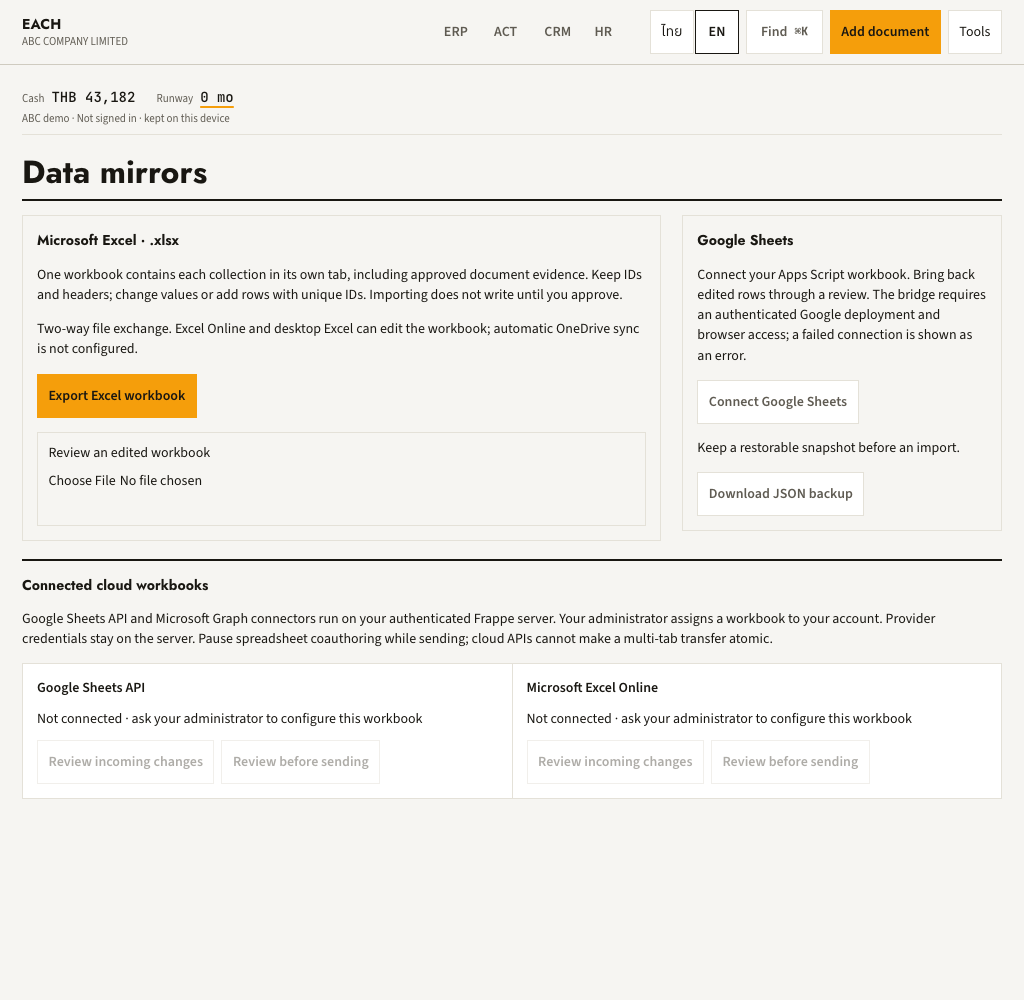 EACH
ABC COMPANY LIMITED
ERP ACT CRM HR
ไทย EN Find ⌘K Add document Tools
Cash THB 43,182 Runway 0 mo
ABC demo · Not signed in · kept on this device
Data mirrors
Microsoft Excel · .xlsx
One workbook contains each collection in its own tab, including approved document evidence. Keep IDs
and headers; change values or add rows with unique IDs. Importing does not write until you approve.
Two-way file exchange. Excel Online and desktop Excel can edit the workbook; automatic OneDrive sync
is not configured.
Export Excel workbook
Review an edited workbook
Choose File No file chosen
Google Sheets
Connect your Apps Script workbook. Bring back
edited rows through a review. The bridge requires
an authenticated Google deployment and
browser access; a failed connection is shown as
an error.
Connect Google Sheets
Keep a restorable snapshot before an import.
Download JSON backup
Connected cloud workbooks
Google Sheets API and Microsoft Graph connectors run on your authenticated Frappe server. Your administrator assigns a workbook to your account. Provider
credentials stay on the server. Pause spreadsheet coauthoring while sending; cloud APIs cannot make a multi-tab transfer atomic.
Google Sheets API
Not connected · ask your administrator to configure this workbook
Review incoming changes Review before sending
Microsoft Excel Online
Not connected · ask your administrator to configure this workbook
Review incoming changes Review before sending